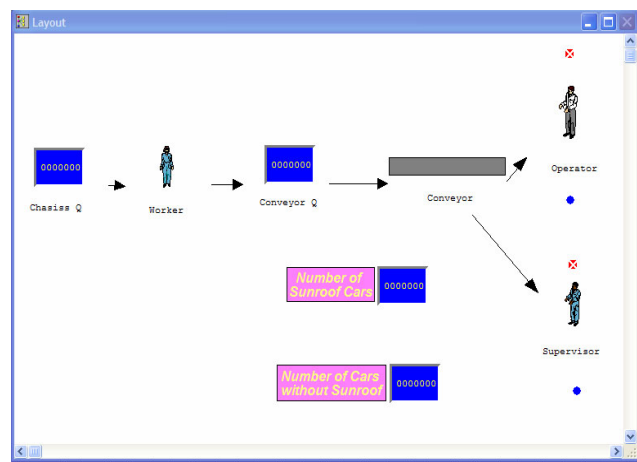 Layout
0000000
0000000
Operator
Chasiss Q
Worker
Conveyor Q
Conveyor
Number of
Sunroof Cars
0000000
Supervisor
Number of Cars
without Sunroof
0000000